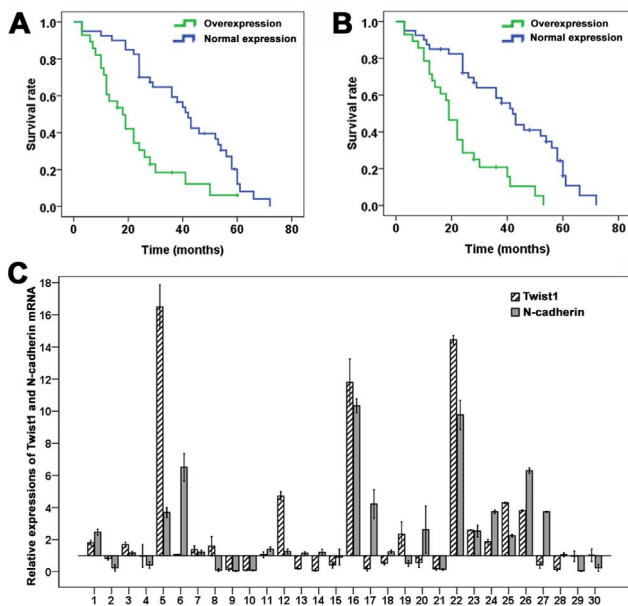 A
Overexpression
Normal expression
Survival rate
1.0
0.8
0.6
0.4
0.2
0.0
0 20 40 60 80
Time (months)
B
Overexpression
Normal expression
Survival rate
1.0
0.8
0.6
0.4
0.2
0.0
0 20 40 60 80
Time (months)
C
Twist1
N-cadherin
Relative expressions of Twist1 and N-cadherin mRNA
18
16
14
12
10
8
6
4
2
0
1 2 3 4 5 6 7 8 9 10 11 12 13 14 15 16 17 18 19 20 21 22 23 24 25 26 27 28 29 30